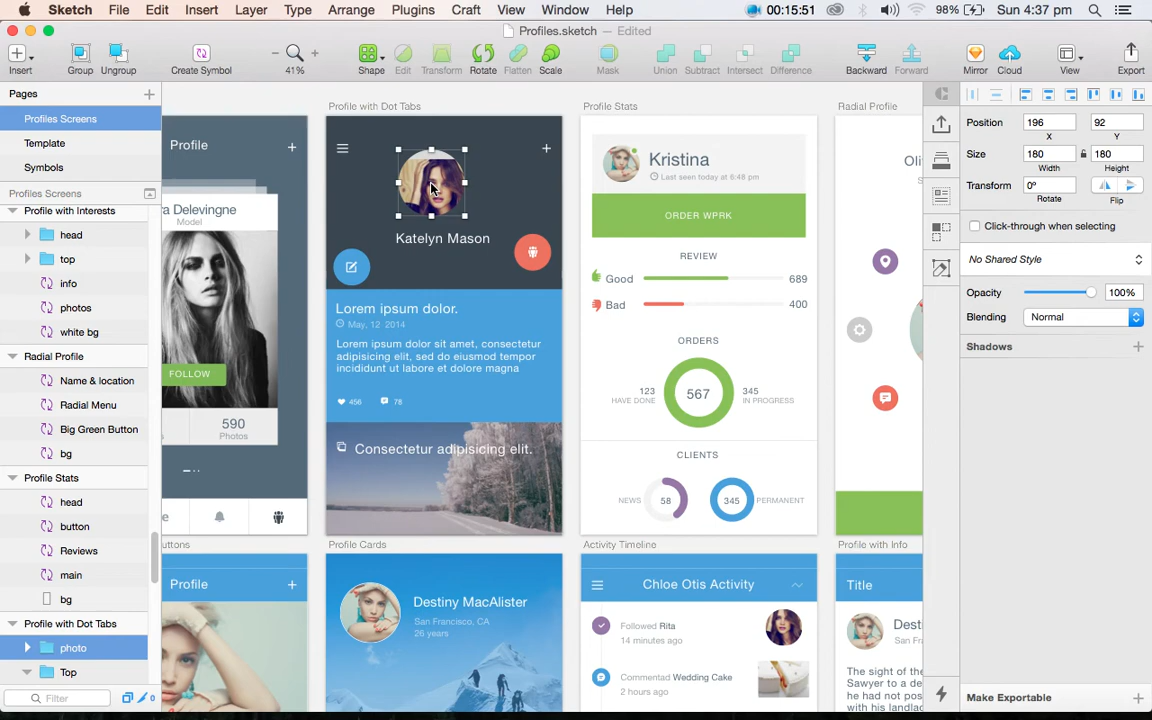 Sketch File Edit Insert Layer Type Arrange Plugins Craft View Window Help 00:15:51 98% Sun 4:37 pm
Profiles.sketch — Edited
Insert Group Ungroup Create Symbol 41% Shape Edit Transform Rotate Flatten Scale Mask Union Subtract Intersect Difference Backward Forward Mirror Cloud View Export
Pages
Profiles Screens
Template
Symbols
Profiles Screens
Profile with Interests
head
top
info
photos
white bg
Radial Profile
Name & location
Radial Menu
Big Green Button
bg
Profile Stats
head
button
Reviews
main
bg
Profile with Dot Tabs
photo
Top
Filter 0
Profile
ra Delevingne
Model
FOLLOW
590
Photos
e
uttons
Profile
Profile with Dot Tabs
Katelyn Mason
Lorem ipsum dolor.
May, 12 2014
Lorem ipsum dolor sit amet, consectetur
adipisicing elit, sed do eiusmod tempor
incididunt ut labore et dolore magna
456 78
Consectetur adipisicing elit.
Profile Cards
Destiny MacAlister
San Francisco, CA
26 years
Profile Stats
Kristina
Last seen today at 6:48 pm
ORDER WPRK
REVIEW
Good 689
Bad 400
ORDERS
123
HAVE DONE
567
345
IN PROGRESS
CLIENTS
NEWS 58 345 PERMANENT
Activity Timeline
Chloe Otis Activity
Followed Rita
14 minutes ago
Commentad Wedding Cake
2 hours ago
Radial Profile
Oli
Profile with Info
Title
Dest
San Fra
The sight of the
Sawyer to a de
he had not pos
with his landlac
Position 196 92
X Y
Size 180 180
Width Height
Transform 0º
Rotate Flip
Click-through when selecting
No Shared Style
Opacity 100%
Blending Normal
Shadows
Make Exportable